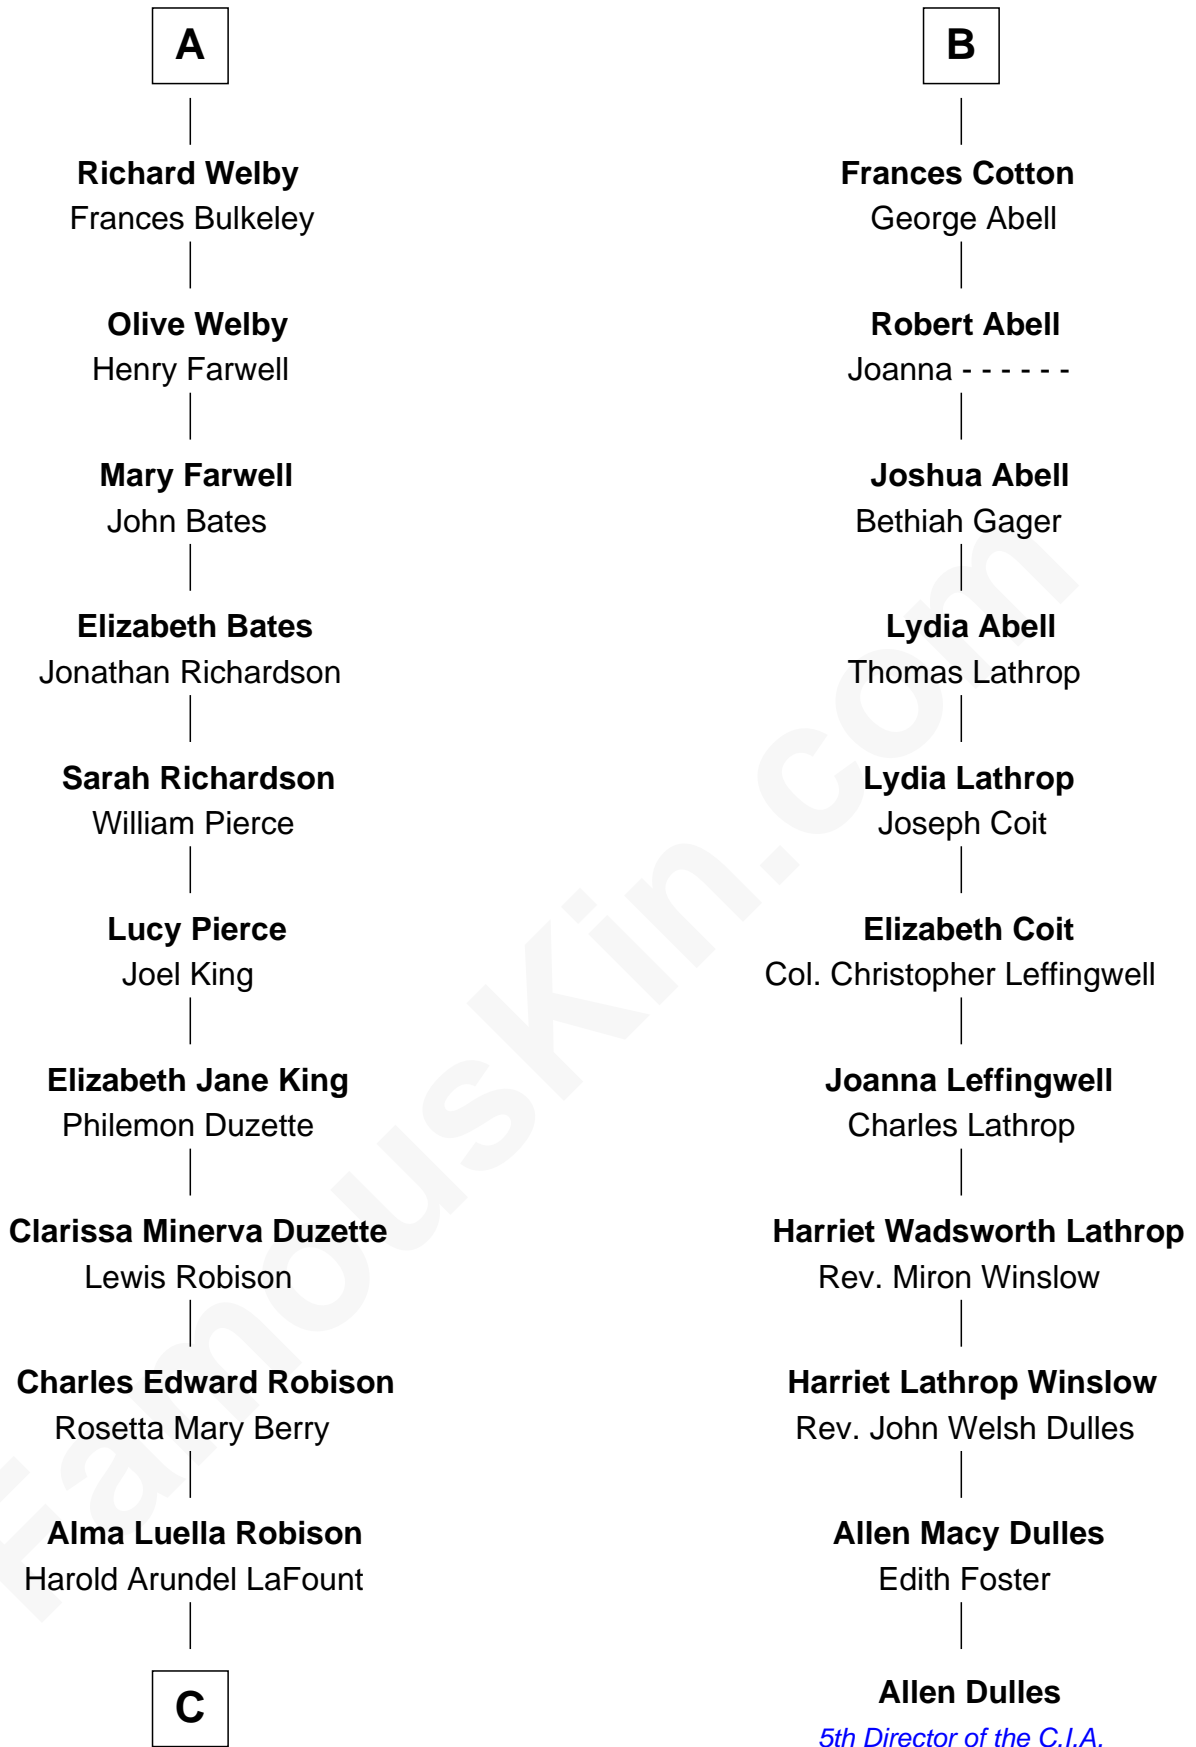 A
Richard Welby
Frances Bulkeley
Olive Welby
Henry Farwell
Mary Farwell
John Bates
Elizabeth Bates
Jonathan Richardson
Sarah Richardson
William Pierce
Lucy Pierce
Joel King
Elizabeth Jane King
Philemon Duzette
Clarissa Minerva Duzette
Lewis Robison
Charles Edward Robison
Rosetta Mary Berry
Alma Luella Robison
Harold Arundel LaFount
C
B
Frances Cotton
George Abell
Robert Abell
Joanna - - - - - -
Joshua Abell
Bethiah Gager
Lydia Abell
Thomas Lathrop
Lydia Lathrop
Joseph Coit
Elizabeth Coit
Col. Christopher Leffingwell
Joanna Leffingwell
Charles Lathrop
Harriet Wadsworth Lathrop
Rev. Miron Winslow
Harriet Lathrop Winslow
Rev. John Welsh Dulles
Allen Macy Dulles
Edith Foster
Allen Dulles
5th Director of the C.I.A.
FamousKin.com